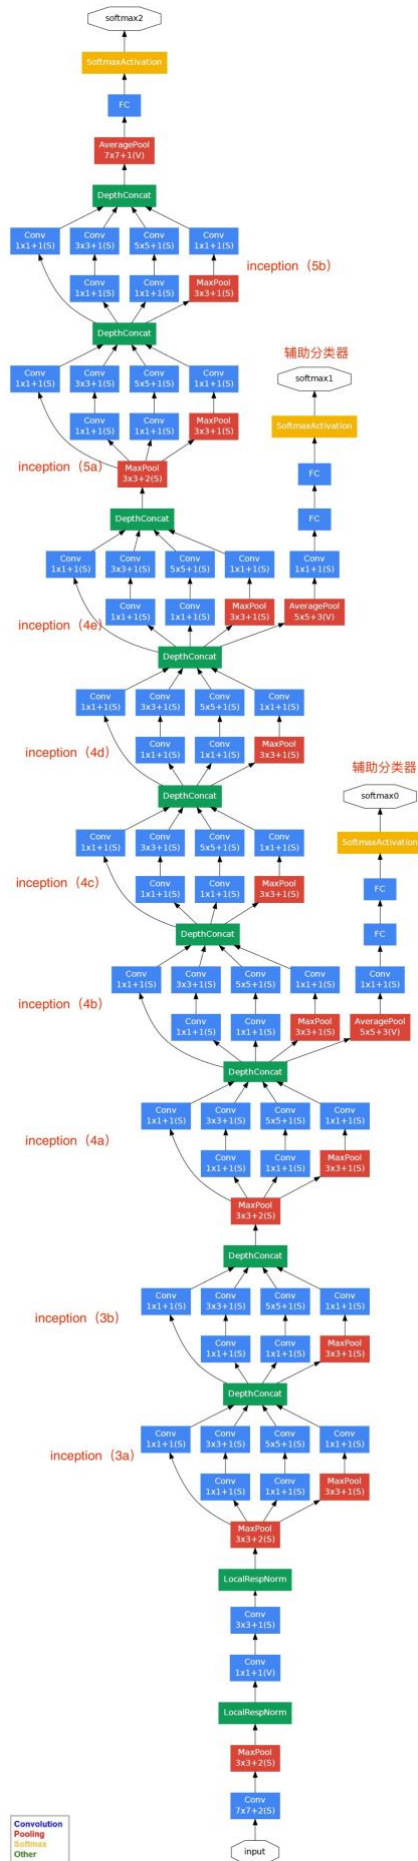 softmax2
SoftmaxActivation
FC
AveragePool
7x7+1(V)
DepthConcat
Conv Conv Conv Conv
1x1+1(S) 3x3+1(S) 5x5+1(S) 1x1+1(S)
inception（5b）
Conv Conv MaxPool
1x1+1(S) 1x1+1(S) 3x3+1(S)
DepthConcat
辅助分类器
Conv Conv Conv Conv softmax1
1x1+1(S) 3x3+1(S) 5x5+1(S) 1x1+1(S)
Conv Conv MaxPool SoftmaxActivation
1x1+1(S) 1x1+1(S) 3x3+1(S)
inception（5a） MaxPool FC
3x3+2(S)
DepthConcat FC
Conv Conv Conv Conv Conv
1x1+1(S) 3x3+1(S) 5x5+1(S) 1x1+1(S) 1x1+1(S)
Conv Conv MaxPool AveragePool
1x1+1(S) 1x1+1(S) 3x3+1(S) 5x5+3(V)
inception（4e）
DepthConcat
Conv Conv Conv Conv
1x1+1(S) 3x3+1(S) 5x5+1(S) 1x1+1(S)
inception（4d）
Conv Conv MaxPool
1x1+1(S) 1x1+1(S) 3x3+1(S)
辅助分类器
DepthConcat softmax0
Conv Conv Conv Conv SoftmaxActivation
1x1+1(S) 3x3+1(S) 5x5+1(S) 1x1+1(S)
inception（4c）
Conv Conv MaxPool FC
1x1+1(S) 1x1+1(S) 3x3+1(S)
DepthConcat FC
Conv Conv Conv Conv Conv
1x1+1(S) 3x3+1(S) 5x5+1(S) 1x1+1(S) 1x1+1(S)
inception（4b）
Conv Conv MaxPool AveragePool
1x1+1(S) 1x1+1(S) 3x3+1(S) 5x5+3(V)
DepthConcat
Conv Conv Conv Conv
1x1+1(S) 3x3+1(S) 5x5+1(S) 1x1+1(S)
inception（4a）
Conv Conv MaxPool
1x1+1(S) 1x1+1(S) 3x3+1(S)
MaxPool
3x3+2(S)
DepthConcat
Conv Conv Conv Conv
1x1+1(S) 3x3+1(S) 5x5+1(S) 1x1+1(S)
inception（3b）
Conv Conv MaxPool
1x1+1(S) 1x1+1(S) 3x3+1(S)
DepthConcat
Conv Conv Conv Conv
1x1+1(S) 3x3+1(S) 5x5+1(S) 1x1+1(S)
inception（3a）
Conv Conv MaxPool
1x1+1(S) 1x1+1(S) 3x3+1(S)
MaxPool
3x3+2(S)
LocalRespNorm
Conv
3x3+1(S)
Conv
1x1+1(V)
LocalRespNorm
MaxPool
3x3+2(S)
Conv
7x7+2(S)
input
Convolution
Pooling
Softmax
Other